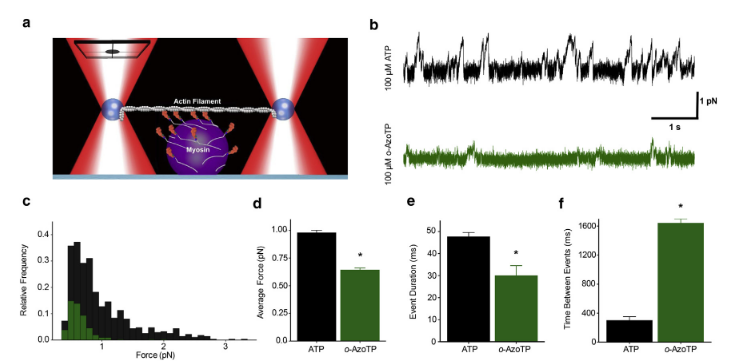 a
Actin Filament
Myosin
b
100 µM ATP
1 pN
1 s
100 µM o-AzoTP
c
Relative Frequency
0.4
0.3
0.2
0.1
0.0
1
2
3
Force (pN)
d
Average Force (pN)
1.00
0.75
0.50
0.25
0.00
*
ATP
o-AzoTP
e
Event Duration (ms)
50
40
30
20
10
0
*
ATP
o-AzoTP
f
Time Between Events (ms)
1600
1200
800
400
0
*
ATP
o-AzoTP